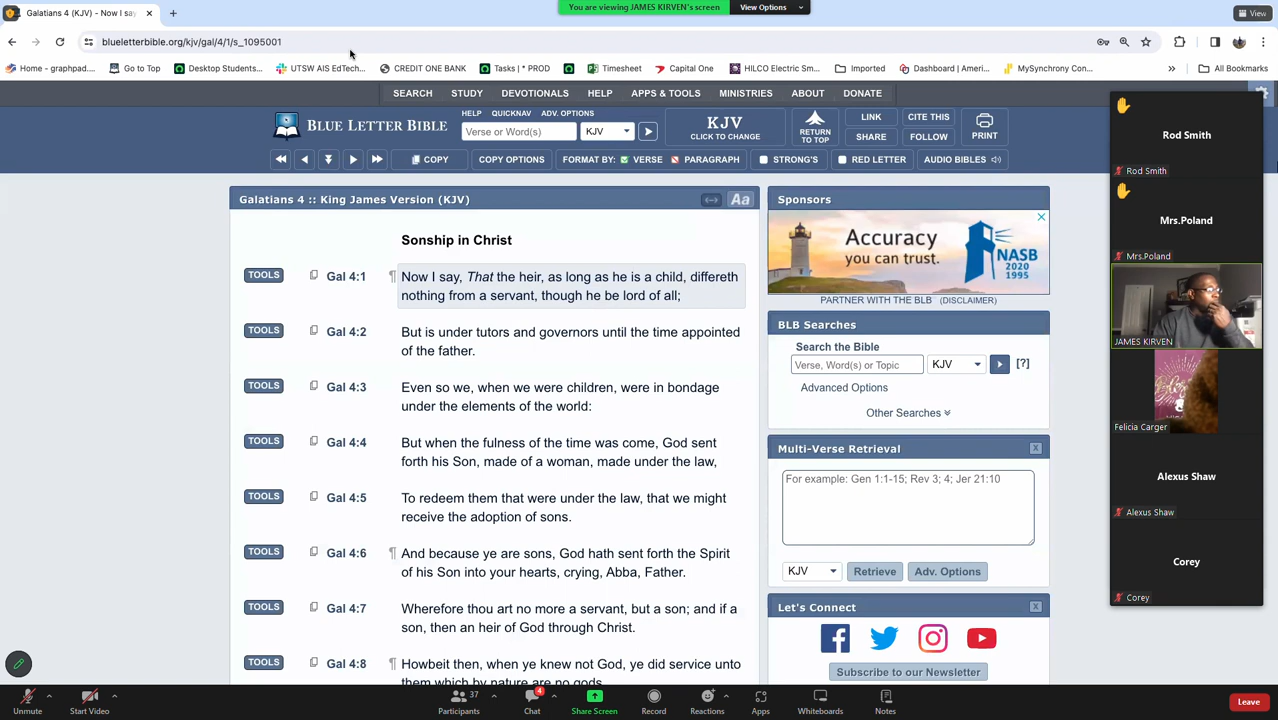 Galatians 4 (KJV) - Now I say
You are viewing JAMES KIRVEN's screen
View Options
View
blueletterbible.org/kjv/gal/4/1/s_1095001
Home - graphpad....
Go to Top
Desktop Students...
UTSW AIS EdTech...
CREDIT ONE BANK
Tasks | * PROD
Timesheet
Capital One
HILCO Electric Sm...
Imported
Dashboard | Ameri...
MySynchrony Con...
»
All Bookmarks
SEARCH
STUDY
DEVOTIONALS
HELP
APPS & TOOLS
MINISTRIES
ABOUT
DONATE
BLUE LETTER BIBLE
HELP QUICKNAV ADV. OPTIONS
Verse or Word(s)
KJV
KJV
CLICK TO CHANGE
RETURN
TO TOP
LINK
CITE THIS
SHARE
FOLLOW
PRINT
COPY
COPY OPTIONS
FORMAT BY: VERSE PARAGRAPH
STRONG'S
RED LETTER
AUDIO BIBLES
Galatians 4 :: King James Version (KJV)
Aa
Sonship in Christ
TOOLS Gal 4:1 ¶ Now I say, That the heir, as long as he is a child, differeth
nothing from a servant, though he be lord of all;
TOOLS Gal 4:2 But is under tutors and governors until the time appointed
of the father.
TOOLS Gal 4:3 Even so we, when we were children, were in bondage
under the elements of the world:
TOOLS Gal 4:4 But when the fulness of the time was come, God sent
forth his Son, made of a woman, made under the law,
TOOLS Gal 4:5 To redeem them that were under the law, that we might
receive the adoption of sons.
TOOLS Gal 4:6 ¶ And because ye are sons, God hath sent forth the Spirit
of his Son into your hearts, crying, Abba, Father.
TOOLS Gal 4:7 Wherefore thou art no more a servant, but a son; and if a
son, then an heir of God through Christ.
TOOLS Gal 4:8 ¶ Howbeit then, when ye knew not God, ye did service unto
them which by nature are no gods.
Sponsors
Accuracy
you can trust.
NASB
2020
1995
PARTNER WITH THE BLB (DISCLAIMER)
BLB Searches
Search the Bible
Verse, Word(s) or Topic
KJV
[?]
Advanced Options
Other Searches
Multi-Verse Retrieval
X
For example: Gen 1:1-15; Rev 3; 4; Jer 21:10
KJV
Retrieve
Adv. Options
Let's Connect
X
Subscribe to our Newsletter
Rod Smith
Rod Smith
Mrs.Poland
Mrs.Poland
JAMES KIRVEN
Felicia Carger
Alexus Shaw
Alexus Shaw
Corey
Corey
Unmute
Start Video
37
Participants
4
Chat
Share Screen
Record
Reactions
Apps
Whiteboards
Notes
Leave